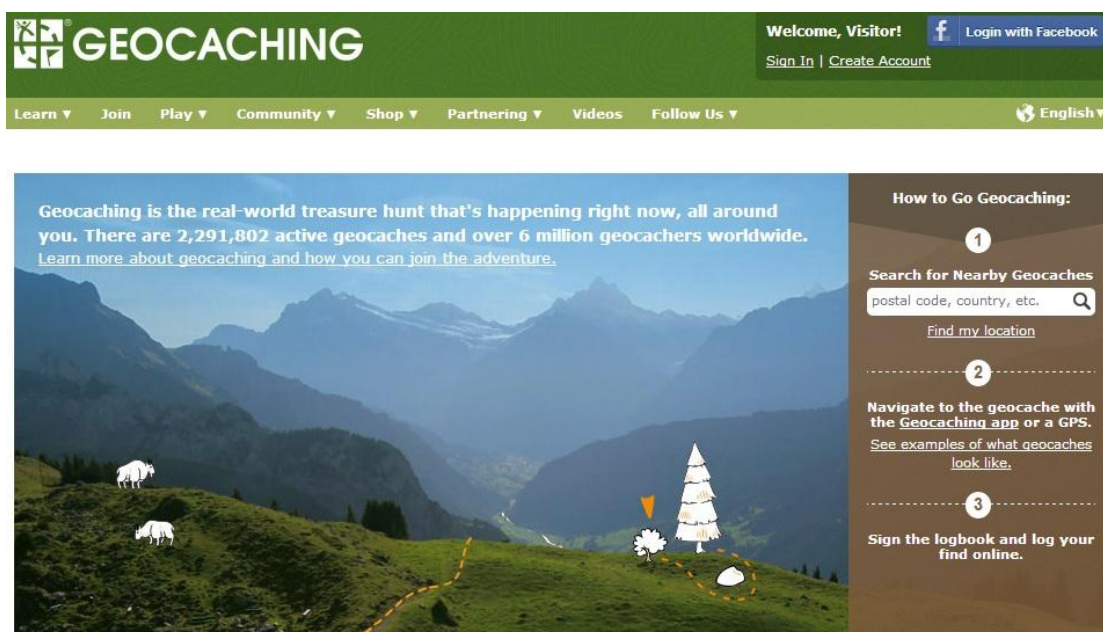 GEOCACHING®
Welcome, Visitor!
f Login with Facebook
Sign In | Create Account
Learn ▼ Join Play ▼ Community ▼ Shop ▼ Partnering ▼ Videos Follow Us ▼ English ▼
Geocaching is the real-world treasure hunt that's happening right now, all around
you. There are 2,291,802 active geocaches and over 6 million geocachers worldwide.
Learn more about geocaching and how you can join the adventure.
How to Go Geocaching:
1
Search for Nearby Geocaches
postal code, country, etc.
Find my location
2
Navigate to the geocache with
the Geocaching app or a GPS.
See examples of what geocaches
look like.
3
Sign the logbook and log your
find online.